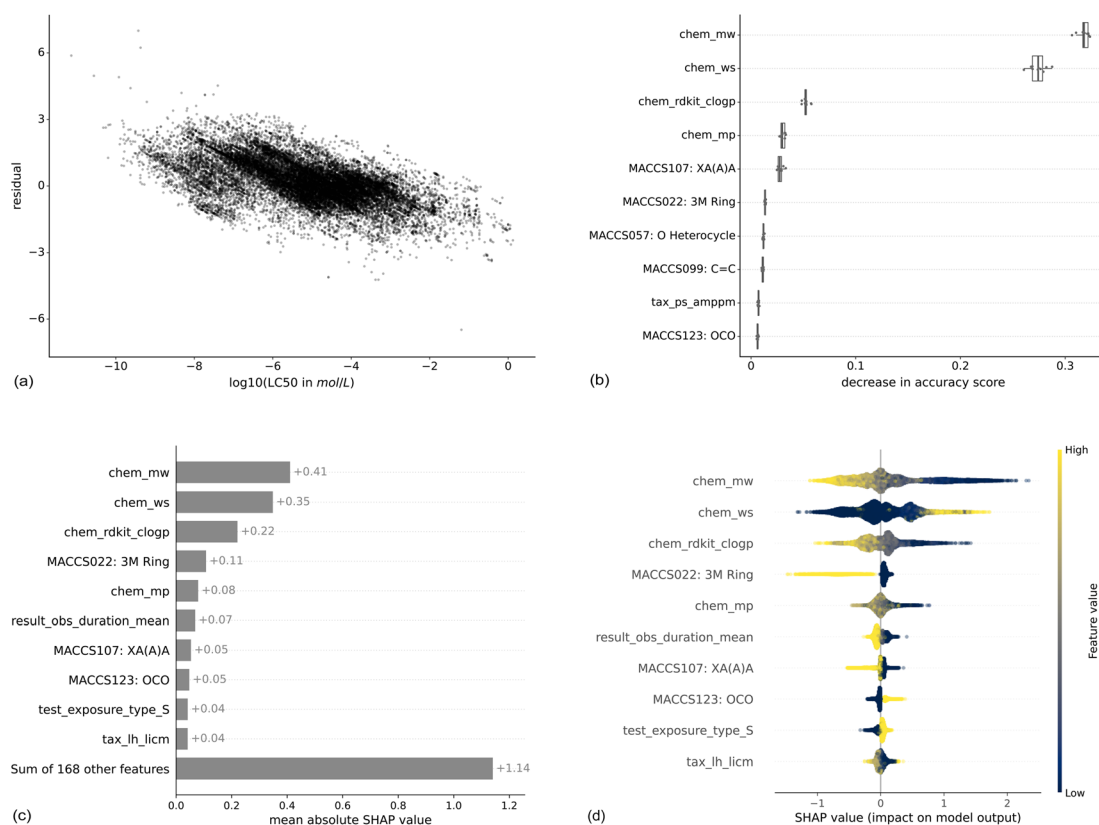 6
3
0
−3
−6
residual
−10
−8
−6
−4
−2
0
log10(LC50 in mol/L)
(a)
chem_mw
chem_ws
chem_rdkit_clogp
chem_mp
MACCS107: XA(A)A
MACCS022: 3M Ring
MACCS057: O Heterocycle
MACCS099: C=C
tax_ps_amppm
MACCS123: OCO
0
0.1
0.2
0.3
decrease in accuracy score
(b)
chem_mw +0.41
chem_ws +0.35
chem_rdkit_clogp +0.22
MACCS022: 3M Ring +0.11
chem_mp +0.08
result_obs_duration_mean +0.07
MACCS107: XA(A)A +0.05
MACCS123: OCO +0.05
test_exposure_type_S +0.04
tax_lh_licm +0.04
Sum of 168 other features +1.14
0.0 0.2 0.4 0.6 0.8 1.0 1.2
mean absolute SHAP value
(c)
High
chem_mw
chem_ws
chem_rdkit_clogp
MACCS022: 3M Ring
chem_mp
result_obs_duration_mean
MACCS107: XA(A)A
MACCS123: OCO
test_exposure_type_S
tax_lh_licm
Feature value
Low
−1 0 1 2
SHAP value (impact on model output)
(d)